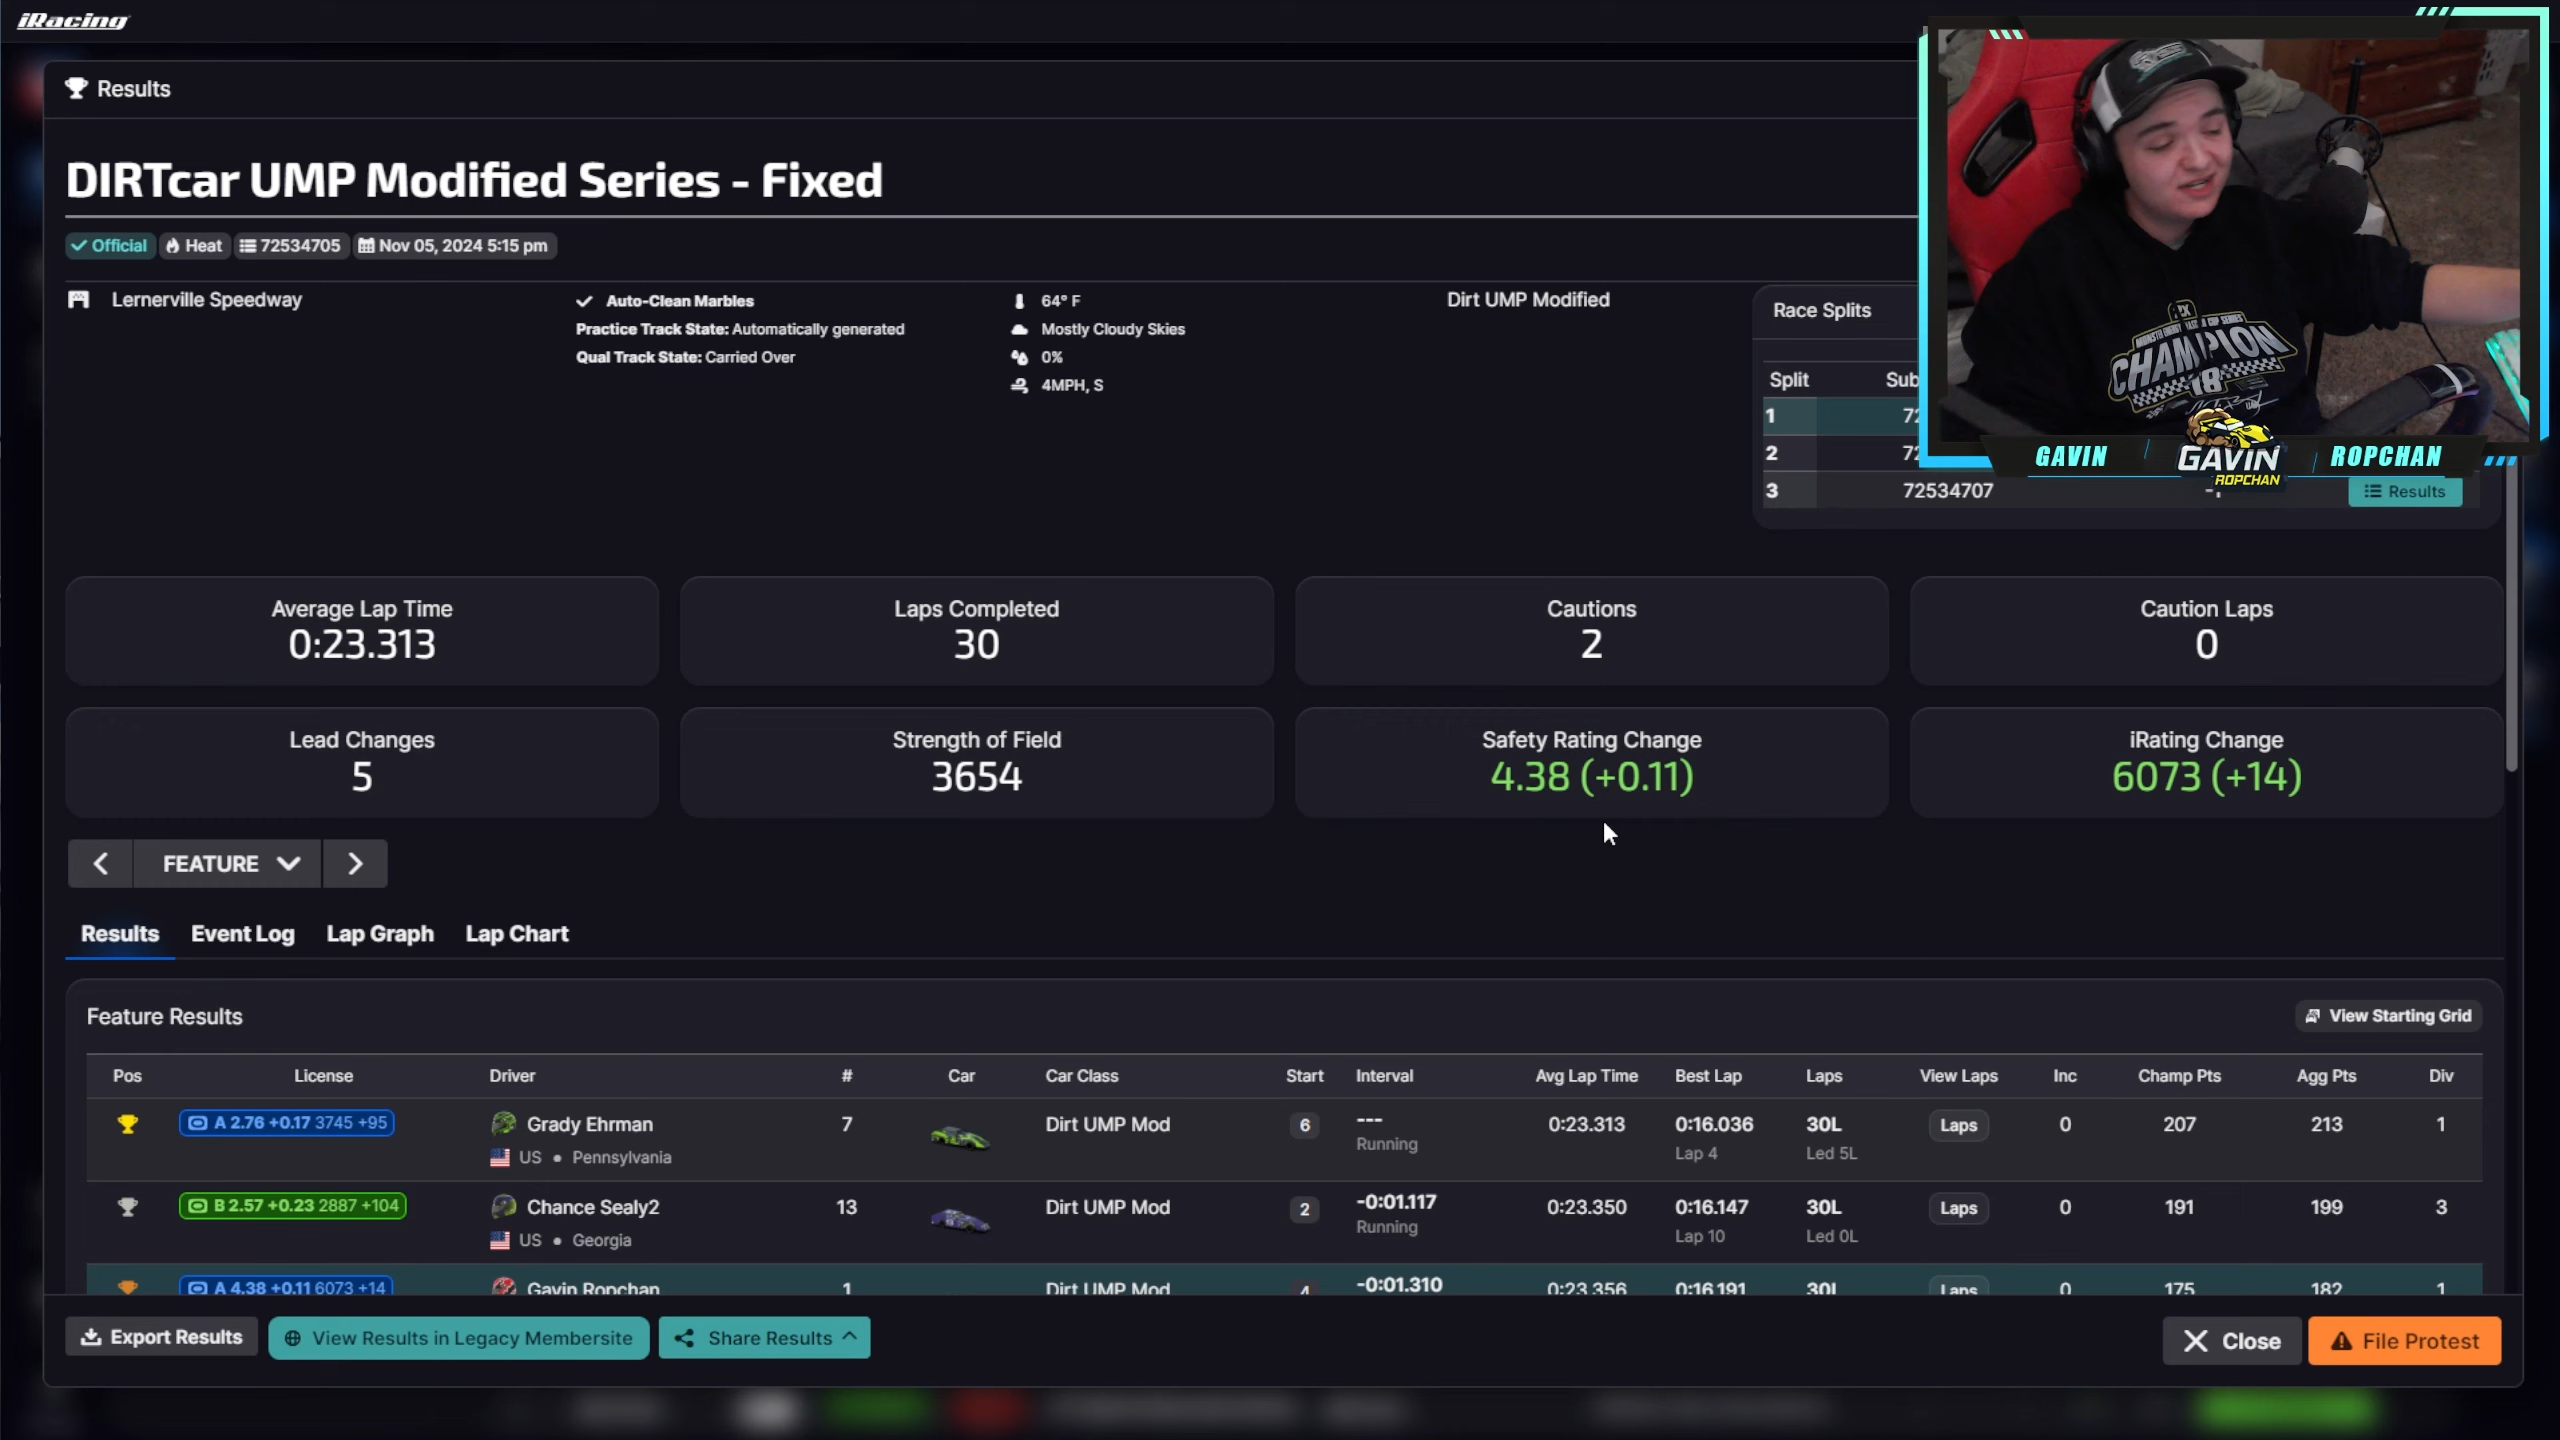 iRacing
Results
DIRTcar UMP Modified Series - Fixed
Official Heat 72534705 Nov 05, 2024 5:15 pm
Lernerville Speedway
Auto-Clean Marbles
Practice Track State: Automatically generated
Qual Track State: Carried Over
64° F
Mostly Cloudy Skies
0%
4MPH, S
Dirt UMP Modified
Race Splits
Split Sub
1 72
2 72
3 72534707 Results
CHAMPION
18
GAVIN GAVIN ROPCHAN
ROPCHAN
Average Lap Time
0:23.313
Laps Completed
30
Cautions
2
Caution Laps
0
Lead Changes
5
Strength of Field
3654
Safety Rating Change
4.38 (+0.11)
iRating Change
6073 (+14)
FEATURE
Results Event Log Lap Graph Lap Chart
Feature Results
View Starting Grid
Pos License Driver # Car Car Class Start Interval Avg Lap Time Best Lap Laps View Laps Inc Champ Pts Agg Pts Div
A 2.76 +0.17 3745 +95 Grady Ehrman 7 Dirt UMP Mod 6 --- 0:23.313 0:16.036 30L Laps 0 207 213 1
US • Pennsylvania Running Lap 4 Led 5L
B 2.57 +0.23 2887 +104 Chance Sealy2 13 Dirt UMP Mod 2 -0:01.117 0:23.350 0:16.147 30L Laps 0 191 199 3
US • Georgia Running Lap 10 Led 0L
A 4.38 +0.11 6073 +14 Gavin Ropchan 1 Dirt UMP Mod 4 -0:01.310 0:23.356 0:16.191 30L Laps 0 175 182 1
Export Results View Results in Legacy Membersite Share Results Close File Protest